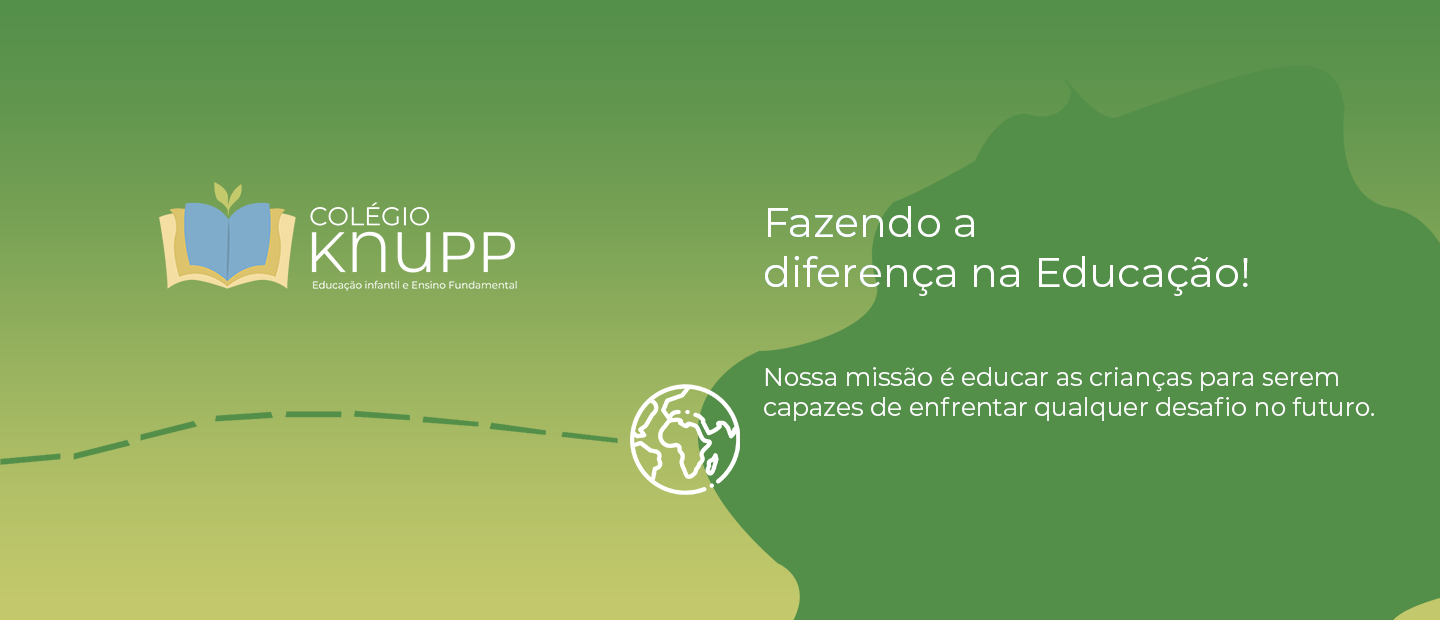 COLÉGIO
KNUPP
Educação infantil e Ensino Fundamental
Fazendo a
diferença na Educação!
Nossa missão é educar as crianças para serem
capazes de enfrentar qualquer desafio no futuro.